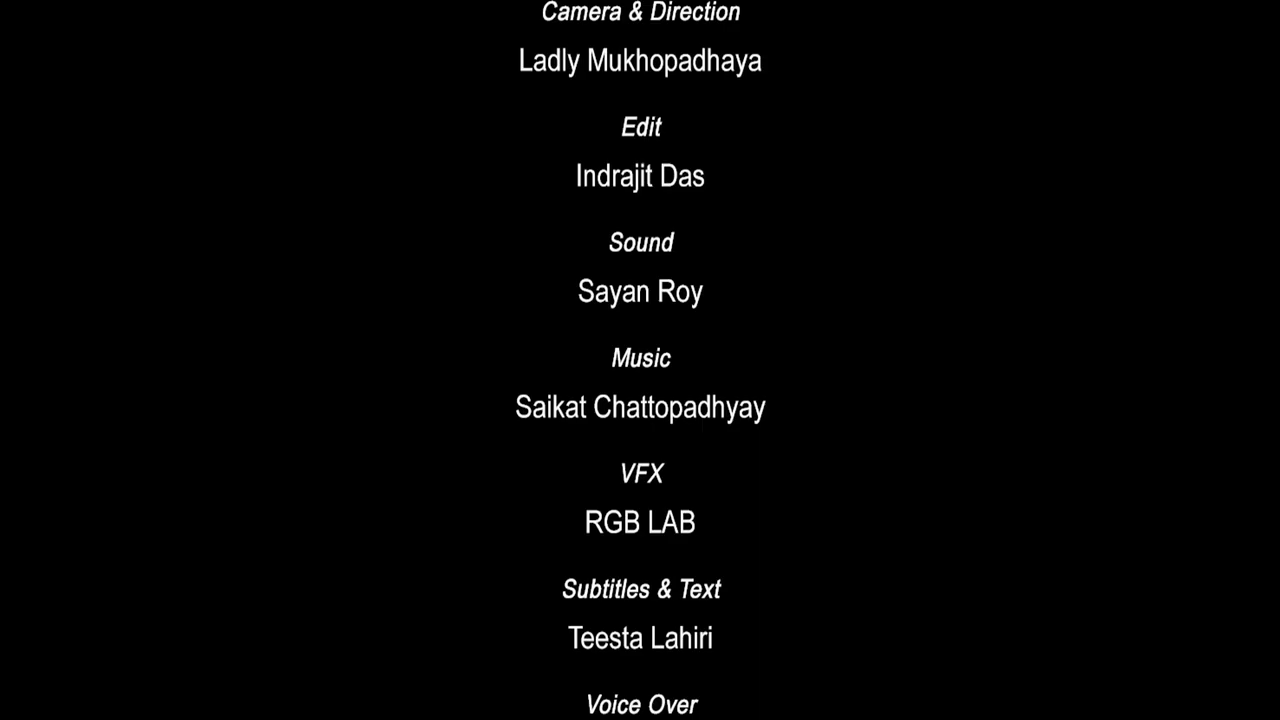 Camera & Direction
Ladly Mukhopadhaya
Edit
Indrajit Das
Sound
Sayan Roy
Music
Saikat Chattopadhyay
VFX
RGB LAB
Subtitles & Text
Teesta Lahiri
Voice Over